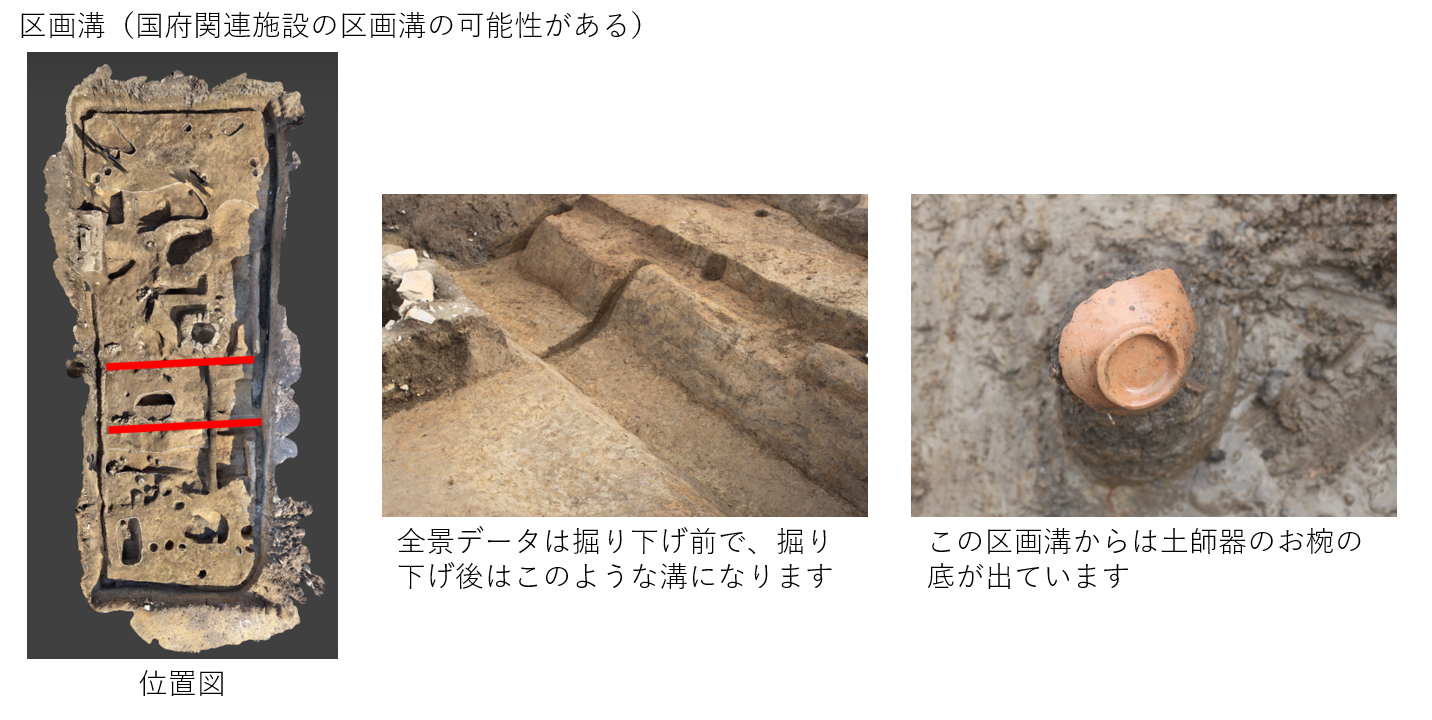 区画溝（国府関連施設の区画溝の可能性がある）
全景データは掘り下げ前で、掘り
下げ後はこのような溝になります
この区画溝からは土師器のお椀の
底が出ています
位置図